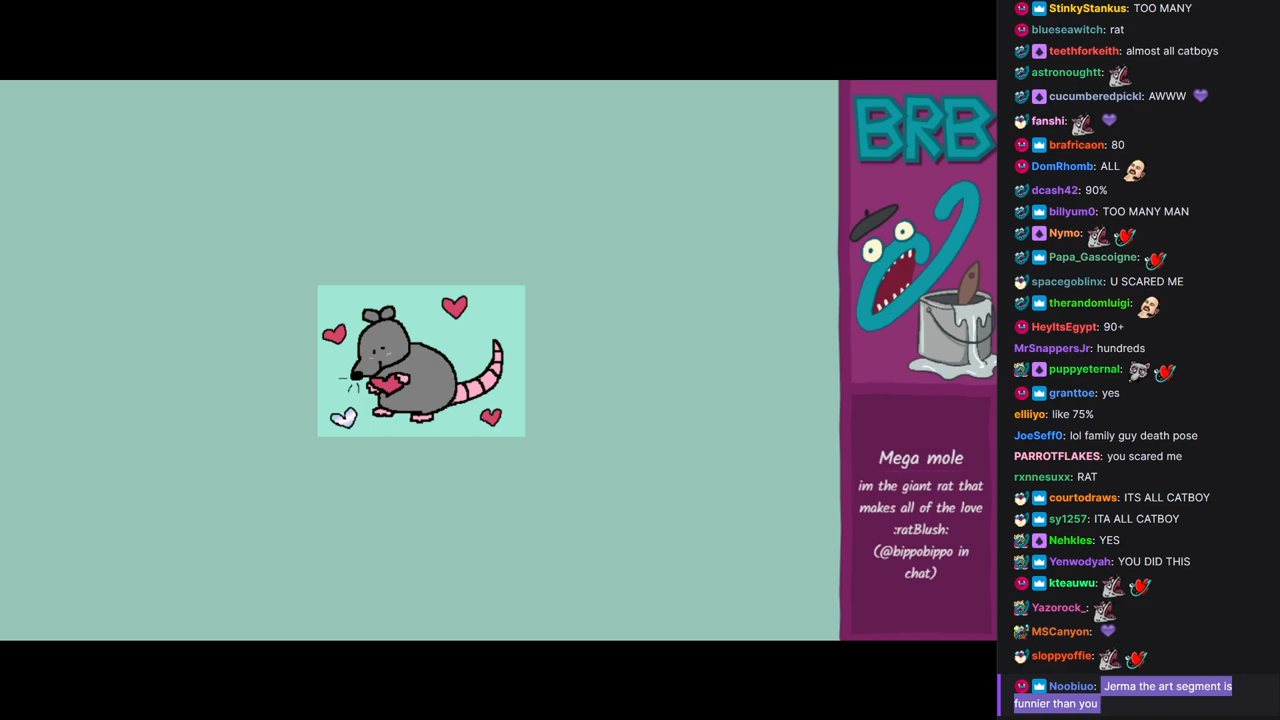 BRB
Mega mole
im the giant rat that
makes all of the love
:ratBlush:
(@bippobippo in
chat)
StinkyStankus: TOO MANY
blueseawitch: rat
teethforkeith: almost all catboys
astronoughtt:
cucumberedpickl: AWWW
fanshi:
brafricaon: 80
DomRhomb: ALL
dcash42: 90%
billyum0: TOO MANY MAN
Nymo:
Papa_Gascoigne:
spacegoblinx: U SCARED ME
therandomluigi:
HeyItsEgypt: 90+
MrSnappersJr: hundreds
puppyeternal:
granttoe: yes
elliiyo: like 75%
JoeSeff0: lol family guy death pose
PARROTFLAKES: you scared me
rxnnesuxx: RAT
courtodraws: ITS ALL CATBOY
sy1257: ITA ALL CATBOY
Nehkles: YES
Yenwodyah: YOU DID THIS
kteauwu:
Yazorock_:
MSCanyon:
sloppyoffie:
Noobiuo: Jerma the art segment is
funnier than you